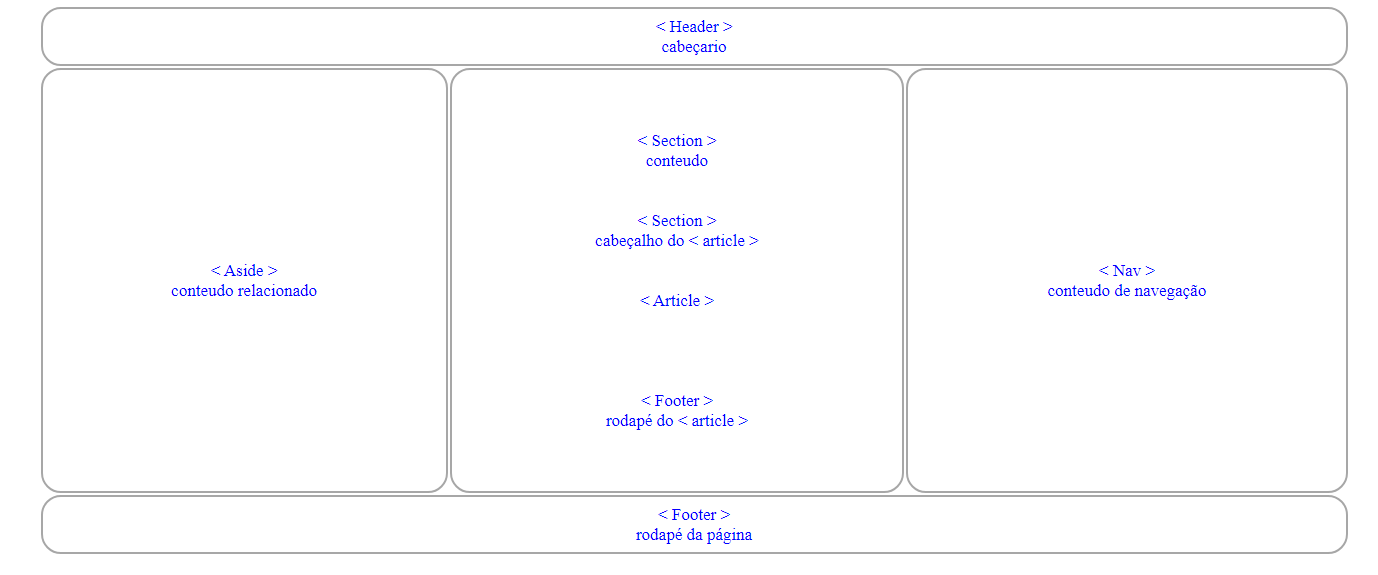 < Header >
cabeçario
< Aside >
conteudo relacionado
< Section >
conteudo
< Section >
cabeçalho do < article >
< Article >
< Footer >
rodapé do < article >
< Nav >
conteudo de navegação
< Footer >
rodapé da página